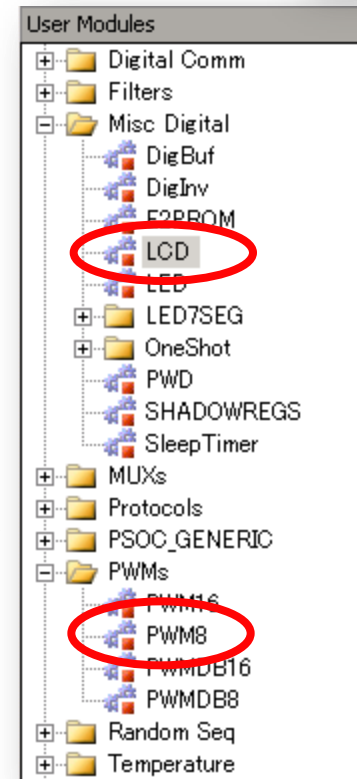 User Modules
Digital Comm
Filters
Misc Digital
DigBuf
DigInv
E2PROM
LCD
LED
LED7SEG
OneShot
PWD
SHADOWREGS
SleepTimer
MUXs
Protocols
PSOC_GENERIC
PWMs
PWM16
PWM8
PWMDB16
PWMDB8
Random Seq
Temperature